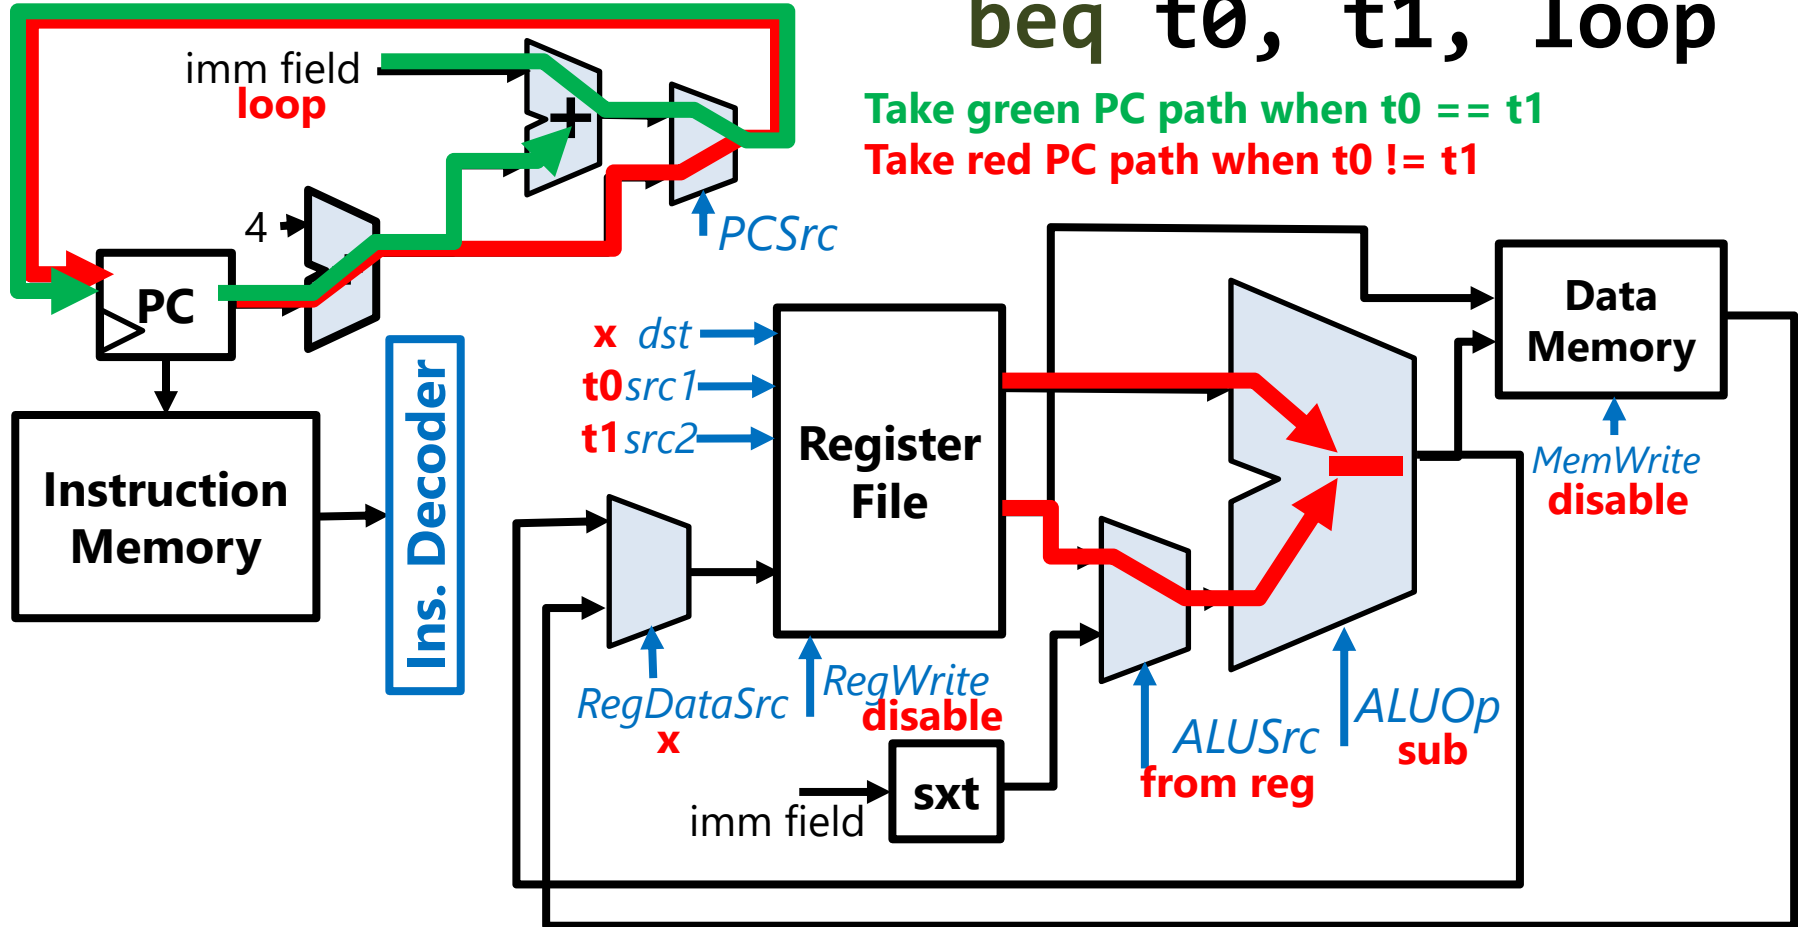 beq t0, t1, loop
imm field
loop
+
Take green PC path when t0 == t1
Take red PC path when t0 != t1
4
PCSrc
PC
Data
Memory
x dst
t0 src1
t1 src2
Ins. Decoder
Register
File
Instruction
Memory
MemWrite
disable
RegDataSrc
x
RegWrite
disable
ALUSrc
from reg
ALUOp
sub
sxt
imm field